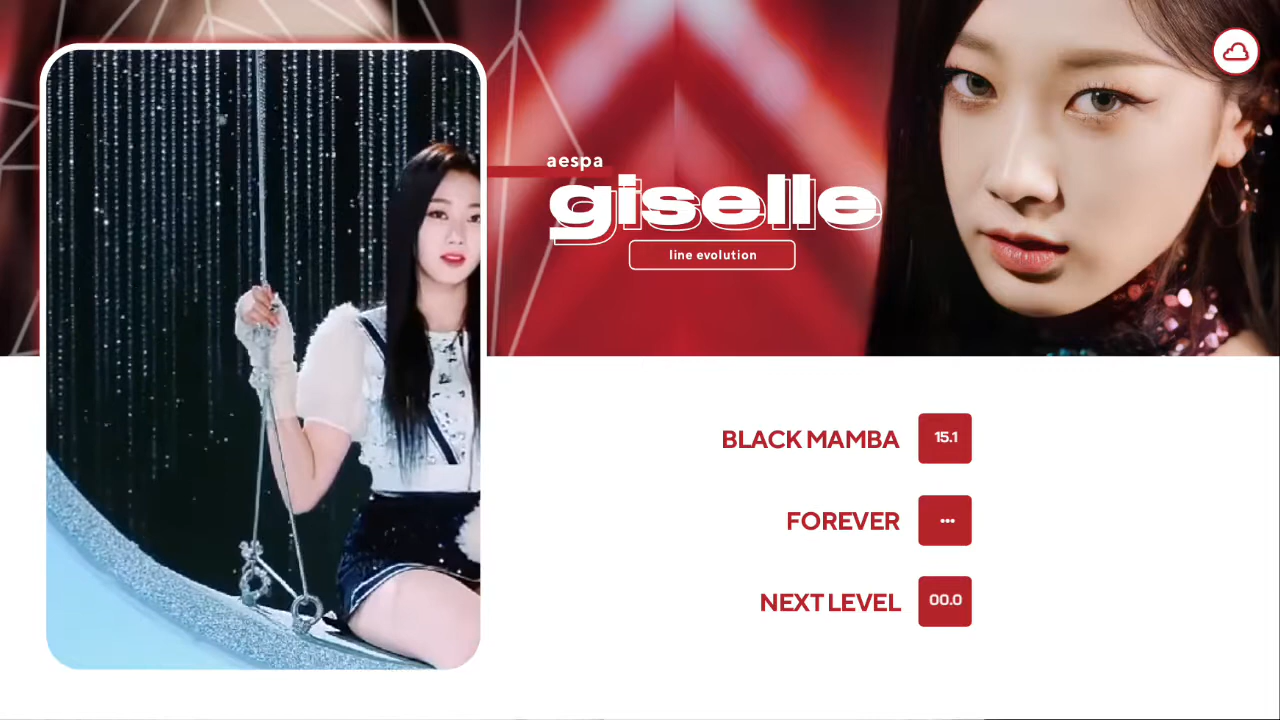 aespa
giselle
line evolution
BLACK MAMBA 15.1
FOREVER •••
NEXT LEVEL 00.0